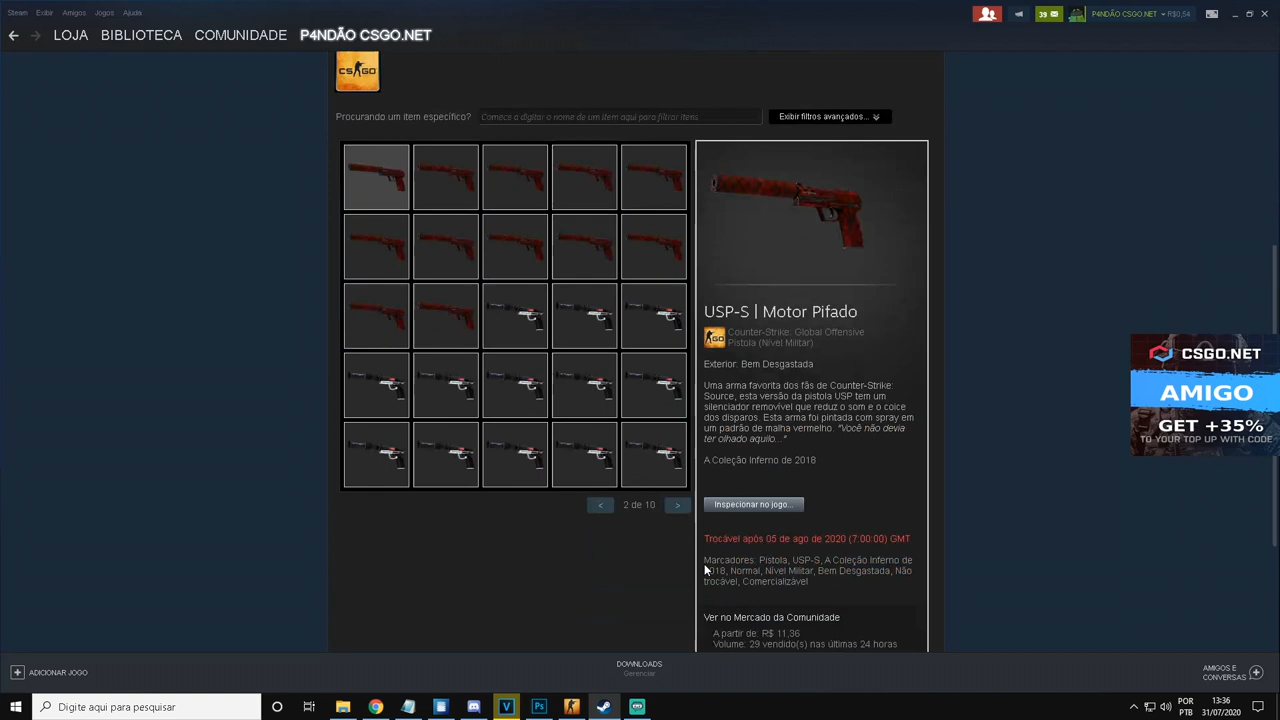 Steam Exibir Amigos Jogos Ajuda
39 P4NDÃO CSGO.NET R$0,54
LOJA BIBLIOTECA COMUNIDADE P4NDÃO CSGO.NET
CS GO
Procurando um item específico? Comece a digitar o nome de um item aqui para filtrar itens Exibir filtros avançados...
USP-S | Motor Pifado
Counter-Strike: Global Offensive
Pistola (Nível Militar)
Exterior: Bem Desgastada
Uma arma favorita dos fãs de Counter-Strike:
Source, esta versão da pistola USP tem um
silenciador removível que reduz o som e o coice
dos disparos. Esta arma foi pintada com spray em
um padrão de malha vermelho. "Você não devia
ter olhado aquilo..."
A Coleção Inferno de 2018
< 2 de 10 >
Inspecionar no jogo...
Trocável após 05 de ago de 2020 (7:00:00) GMT
Marcadores: Pistola, USP-S, A Coleção Inferno de
2018, Normal, Nível Militar, Bem Desgastada, Não
trocável, Comercializável
Ver no Mercado da Comunidade
A partir de: R$ 11,36
Volume: 29 vendido(s) nas últimas 24 horas
CSGO.NET
AMIGO
GET +35%
TO YOUR TOP UP WITH CODE
+ ADICIONAR JOGO
DOWNLOADS
Gerenciar
AMIGOS E
CONVERSAS +
Digite aqui para pesquisar
POR
PTB
13:36
31/07/2020